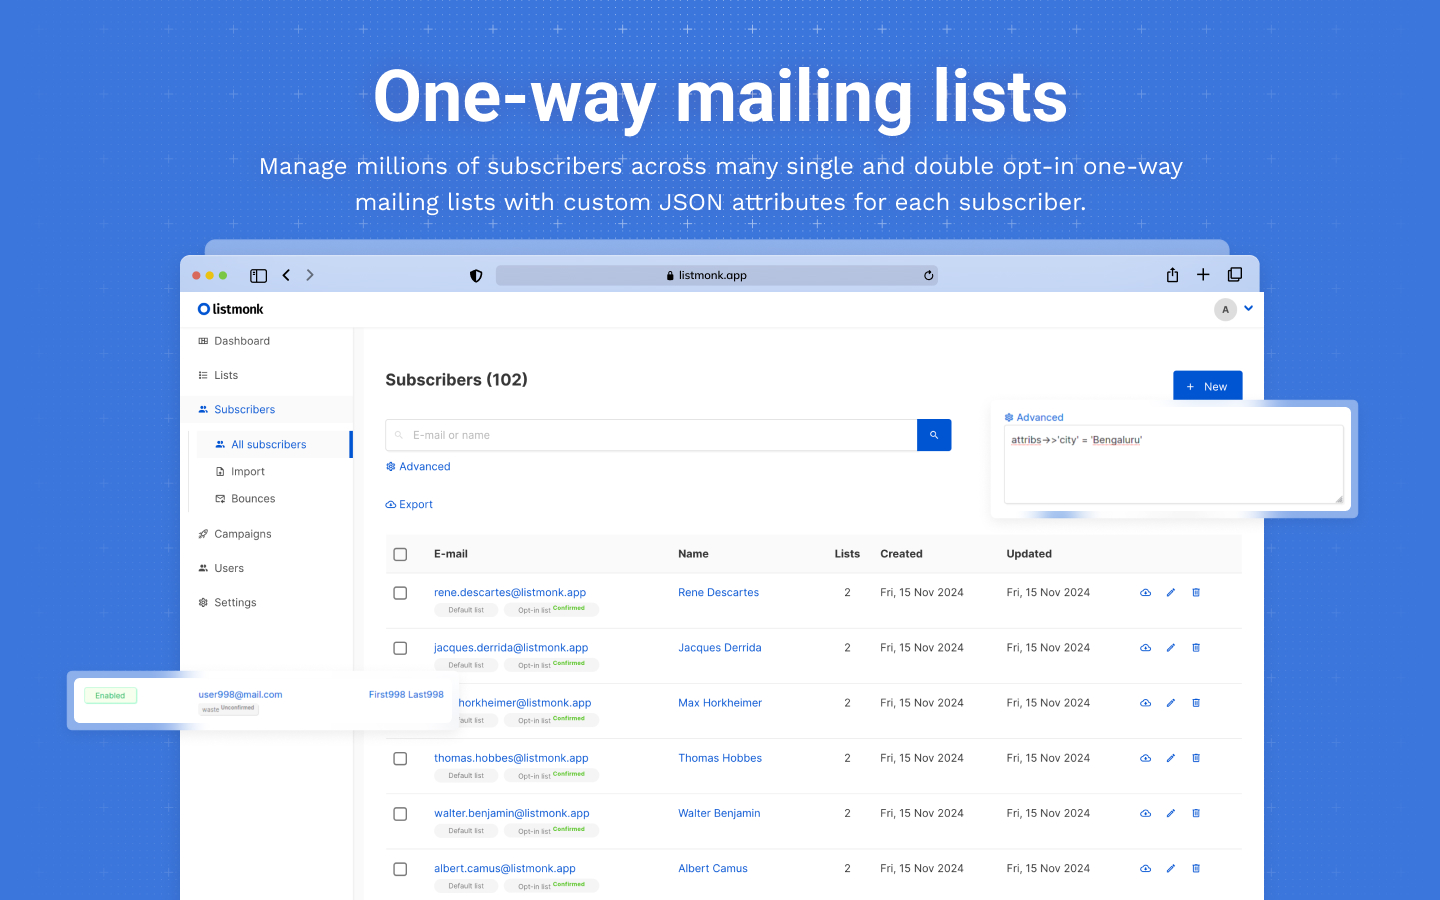 One-way mailing lists
Manage millions of subscribers across many single and double opt-in one-way
mailing lists with custom JSON attributes for each subscriber.
listmonk.app
listmonk
A
Dashboard
Lists
Subscribers
All subscribers
Import
Bounces
Campaigns
Users
Settings
Subscribers (102)
+ New
E-mail or name
Advanced
Export
Advanced
attribs->>'city' = 'Bengaluru'
E-mail Name Lists Created Updated
rene.descartes@listmonk.app Rene Descartes 2 Fri, 15 Nov 2024 Fri, 15 Nov 2024
Default list Opt-in list Confirmed
jacques.derrida@listmonk.app Jacques Derrida 2 Fri, 15 Nov 2024 Fri, 15 Nov 2024
Default list Opt-in list Confirmed
Enabled user998@mail.com First998 Last998
waste Unconfirmed
horkheimer@listmonk.app Max Horkheimer 2 Fri, 15 Nov 2024 Fri, 15 Nov 2024
Opt-in list Confirmed
thomas.hobbes@listmonk.app Thomas Hobbes 2 Fri, 15 Nov 2024 Fri, 15 Nov 2024
Default list Opt-in list Confirmed
walter.benjamin@listmonk.app Walter Benjamin 2 Fri, 15 Nov 2024 Fri, 15 Nov 2024
Default list Opt-in list Confirmed
albert.camus@listmonk.app Albert Camus 2 Fri, 15 Nov 2024 Fri, 15 Nov 2024
Default list Opt-in list Confirmed